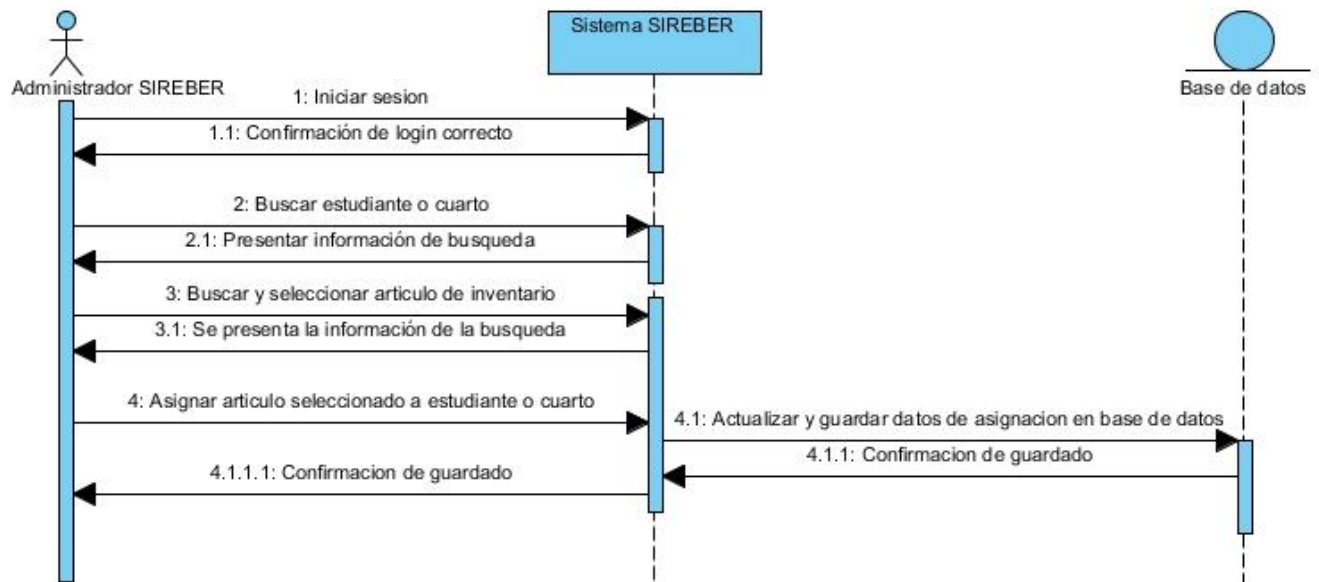 Sistema SIREBER
Administrador SIREBER
Base de datos
1: Iniciar sesion
1.1: Confirmación de login correcto
2: Buscar estudiante o cuarto
2.1: Presentar información de busqueda
3: Buscar y seleccionar articulo de inventario
3.1: Se presenta la información de la busqueda
4: Asignar articulo seleccionado a estudiante o cuarto
4.1: Actualizar y guardar datos de asignacion en base de datos
4.1.1: Confirmacion de guardado
4.1.1.1: Confirmacion de guardado